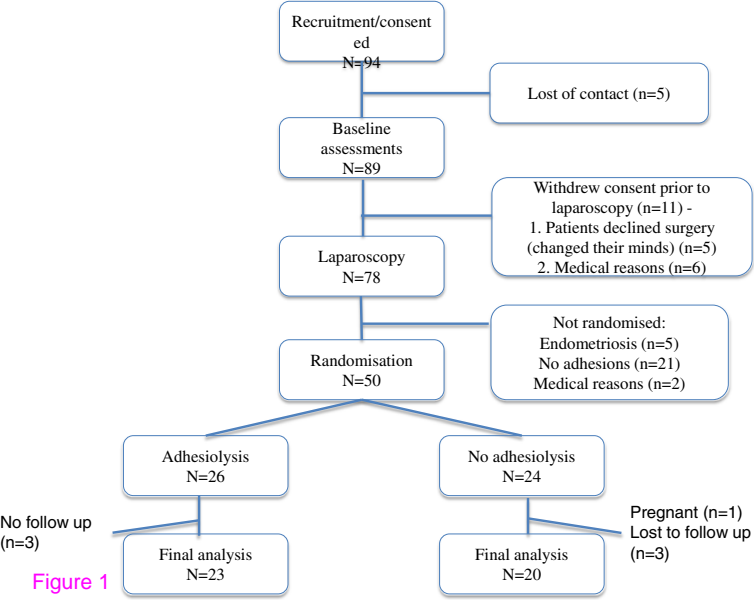 Recruitment/consent
ed
N=94
Lost of contact (n=5)
Baseline
assessments
N=89
Withdrew consent prior to
laparoscopy (n=11) -
1. Patients declined surgery
(changed their minds) (n=5)
2. Medical reasons (n=6)
Laparoscopy
N=78
Not randomised:
Endometriosis (n=5)
No adhesions (n=21)
Medical reasons (n=2)
Randomisation
N=50
Adhesiolysis
N=26
No adhesiolysis
N=24
No follow up
(n=3)
Pregnant (n=1)
Lost to follow up
(n=3)
Final analysis
N=23
Final analysis
N=20
Figure 1